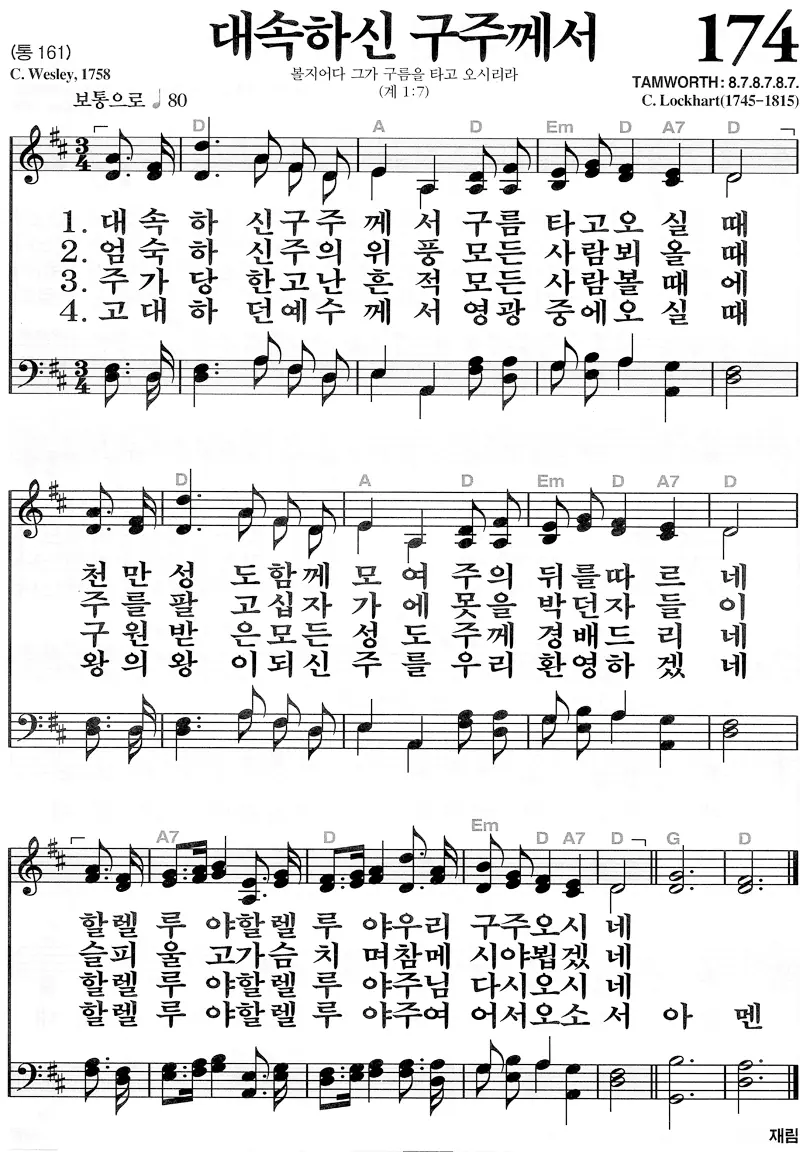 대속하신 구주께서
174
(통 161)
C. Wesley, 1758
볼지어다 그가 구름을 타고 오시리라
(계 1:7)
TAMWORTH: 8.7.8.7.8.7.
C. Lockhart(1745-1815)
보통으로 ♩80
D A D Em D A7 D
3/4
1. 대속하신구주께서구름타고오실때
2. 엄숙하신주의위풍모든사람뵈올때
3. 주가당한고난흔적모든사람볼때에
4. 고대하던예수께서영광중에오실때
3/4
D A D Em D A7 D
천만성도함께모여주의뒤를따르네
주를팔고십자가에못을박던자들이
구원받은모든성도주께경배드리네
왕의왕이되신주를우리환영하겠네
A7 D Em D A7 D G D
할렐루야할렐루야우리구주오시네
슬피울고가슴치며참메시야뵙겠네
할렐루야할렐루야주님다시오시네
할렐루야할렐루야주여어서오소서아멘
재림